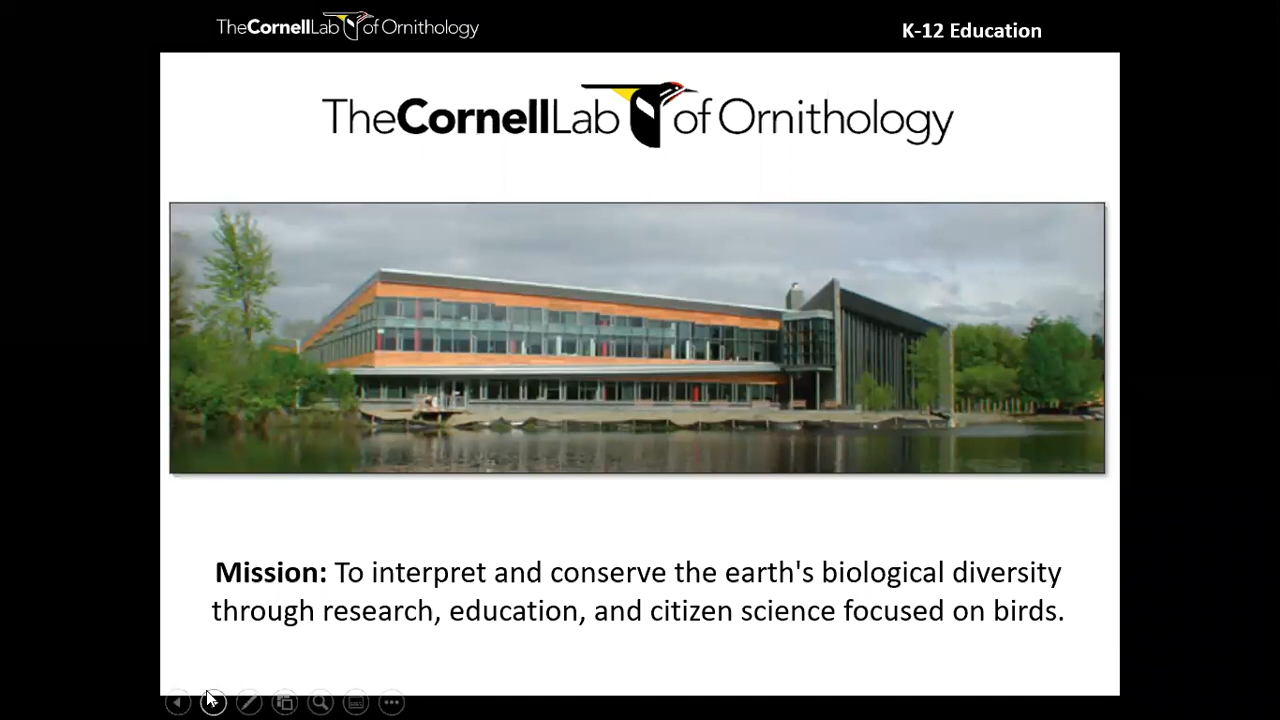 TheCornellLab of Ornithology
K-12 Education
TheCornellLab of Ornithology
Mission: To interpret and conserve the earth's biological diversity
through research, education, and citizen science focused on birds.